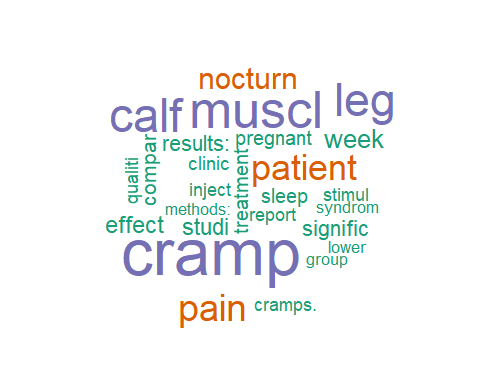 nocturn
calf muscl leg
results: pregnant week
compar
qualiti
clinic
treatment
patient
inject sleep stimul
methods: report syndrom
effect studi signific
cramp lower
group
pain cramps.